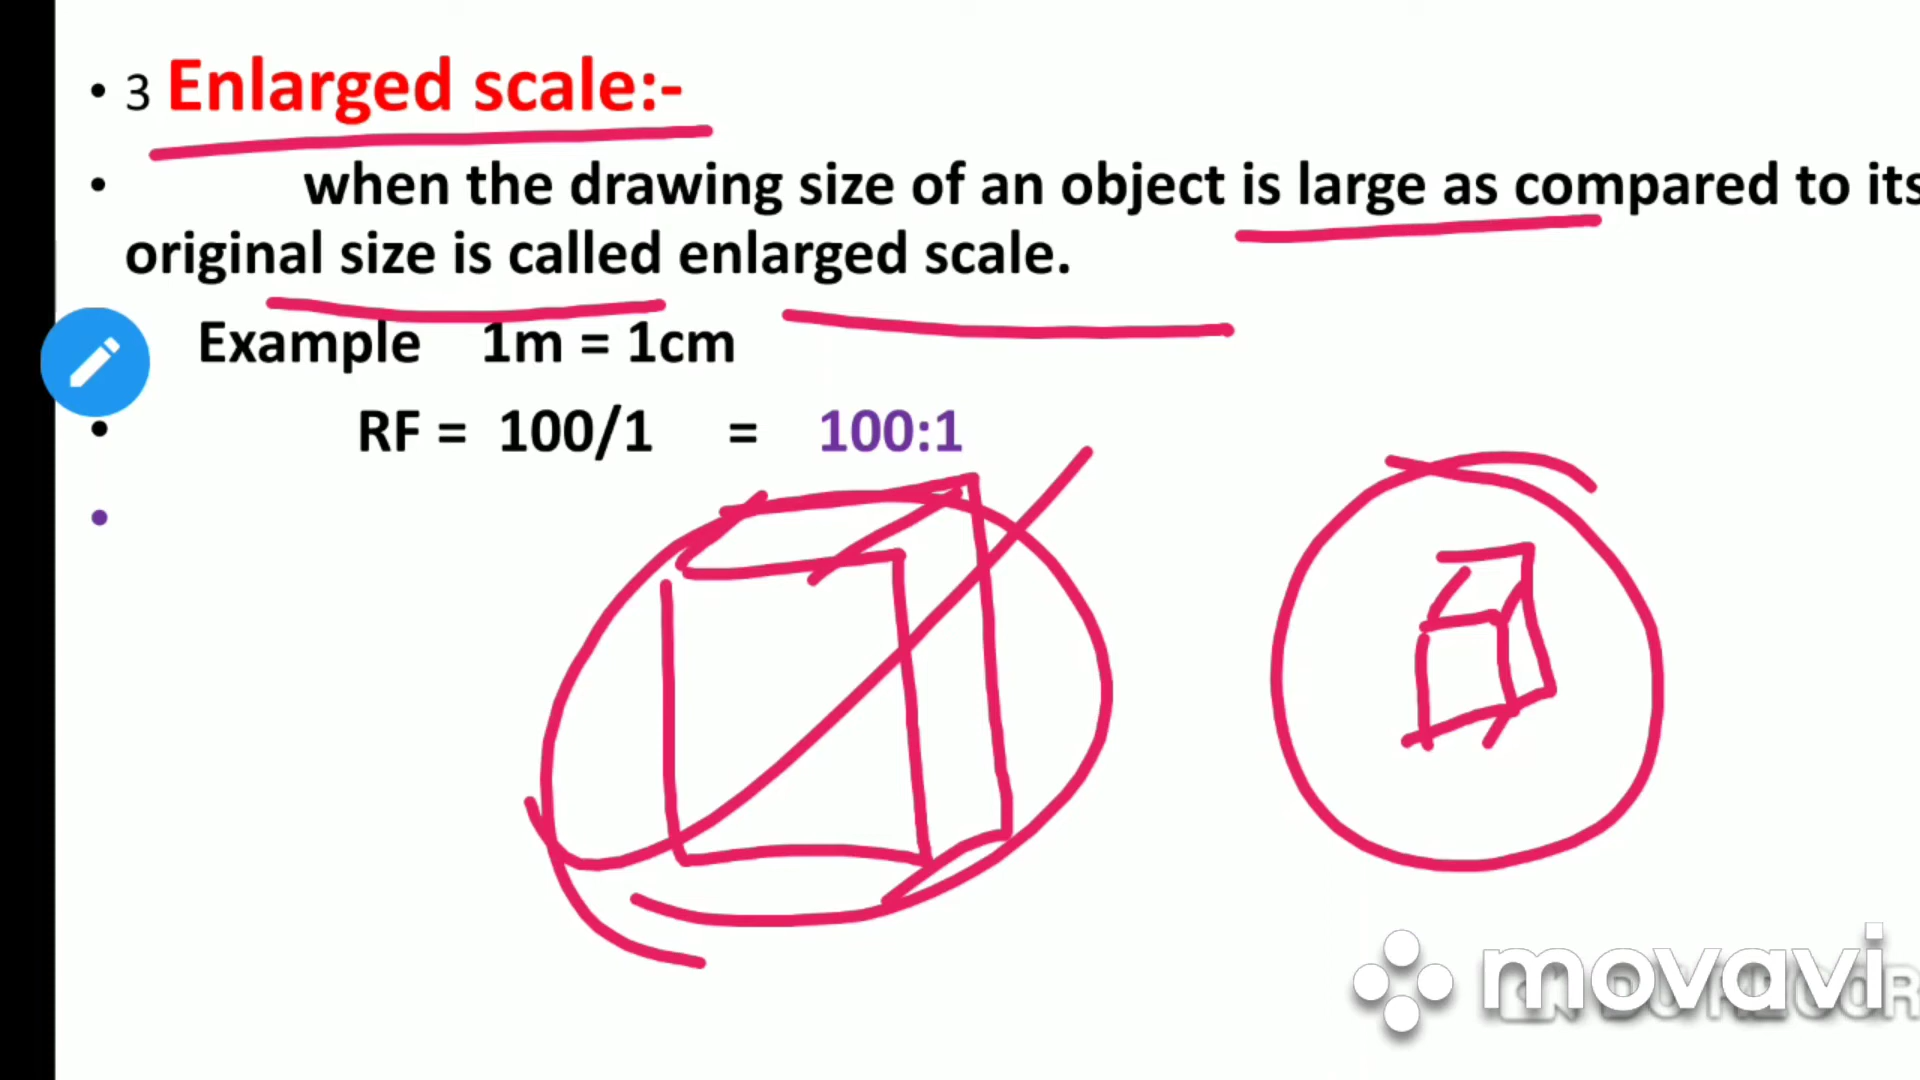 • 3 Enlarged scale:-
• when the drawing size of an object is large as compared to its
original size is called enlarged scale.
Example 1m = 1cm
• RF = 100/1 = 100:1
•
movavi